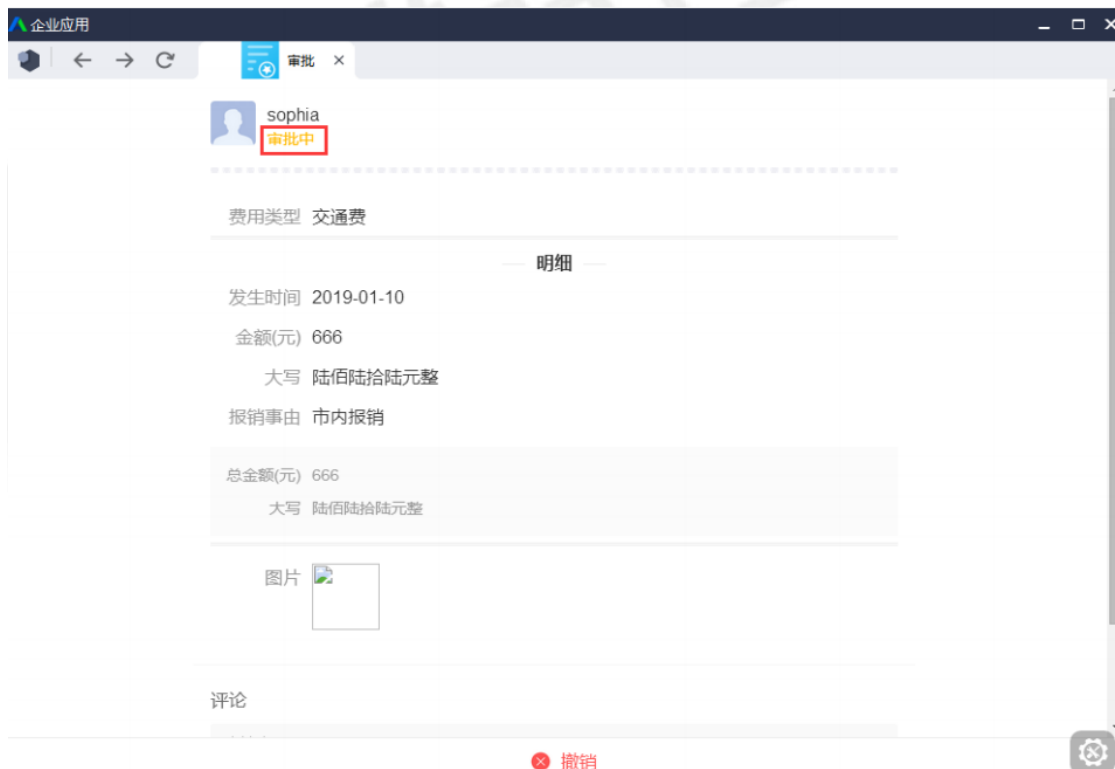 企业应用
审批
sophia
审批中
费用类型 交通费
明细
发生时间 2019-01-10
金额(元) 666
大写 陆佰陆拾陆元整
报销事由 市内报销
总金额(元) 666
大写 陆佰陆拾陆元整
图片
评论
撤销